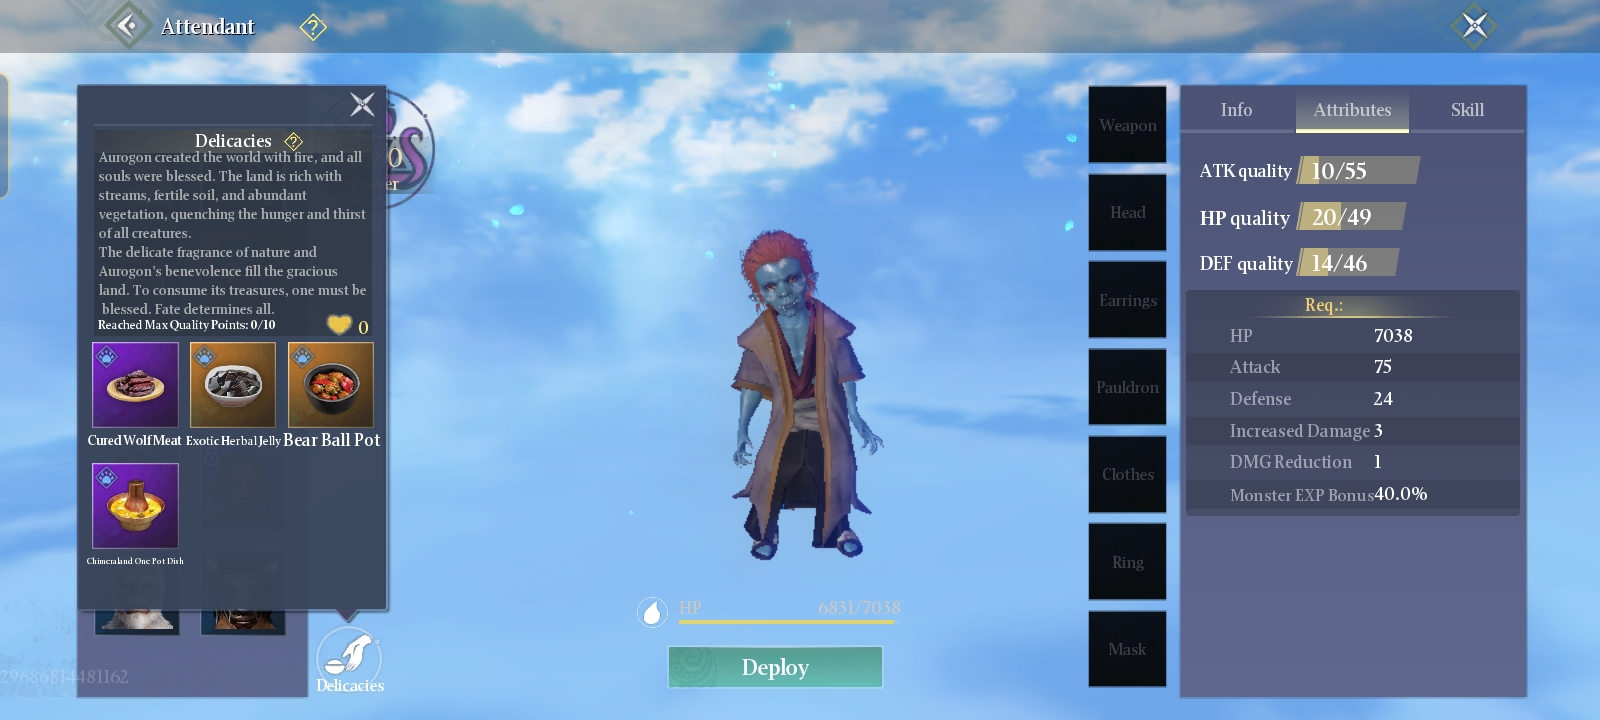 Attendant
?
Delicacies ?
Aurogon created the world with fire, and all
souls were blessed. The land is rich with
streams, fertile soil, and abundant
vegetation, quenching the hunger and thirst
of all creatures.
The delicate fragrance of nature and
Aurogon's benevolence fill the gracious
land. To consume its treasures, one must be
blessed. Fate determines all.
Reached Max Quality Points: 0/10
0
Cured Wolf Meat
Exotic Herbal Jelly
Bear Ball Pot
Chimeraland One Pot Dish
Delicacies
29686814481162
HP 6831/7038
Deploy
Weapon
Head
Earrings
Pauldron
Clothes
Ring
Mask
Info
Attributes
Skill
ATK quality 10/55
HP quality 20/49
DEF quality 14/46
Req.:
HP 7038
Attack 75
Defense 24
Increased Damage 3
DMG Reduction 1
Monster EXP Bonus 40.0%